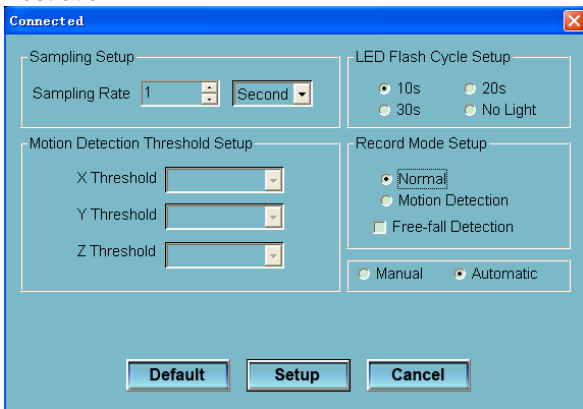 Connected
Sampling Setup
Sampling Rate 1 Second
LED Flash Cycle Setup
10s 20s
30s No Light
Motion Detection Threshold Setup
X Threshold
Y Threshold
Z Threshold
Record Mode Setup
Normal
Motion Detection
Free-fall Detection
Manual Automatic
Default Setup Cancel